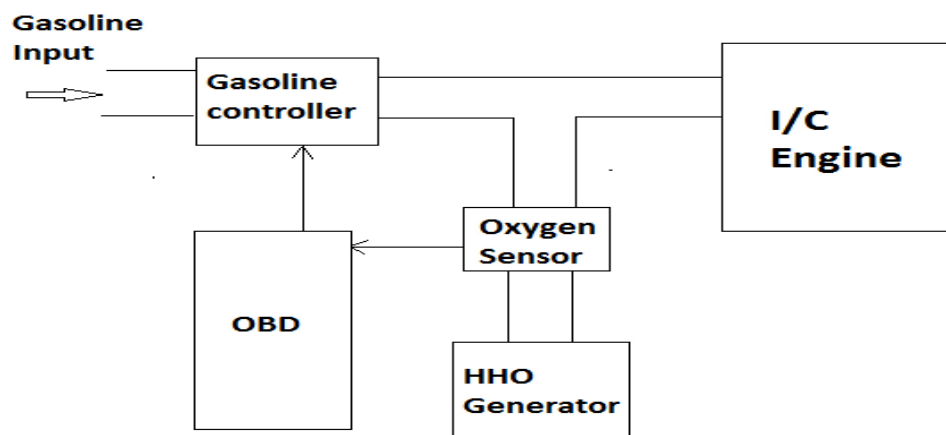 Gasoline
Input
Gasoline
controller
I/C
Engine
Oxygen
Sensor
OBD
HHO
Generator